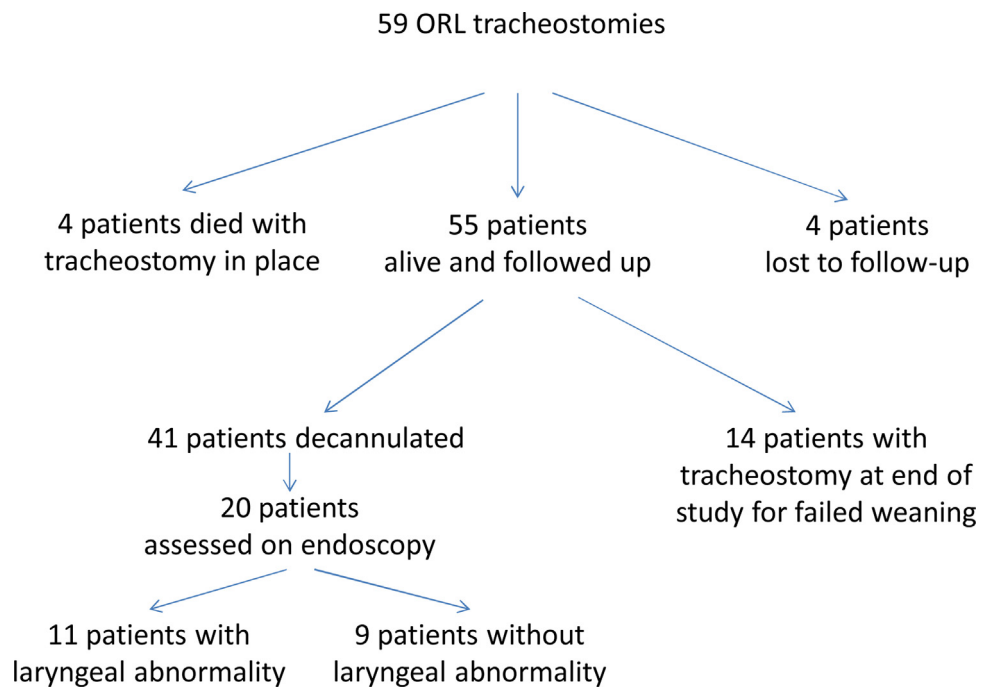 59 ORL tracheostomies
4 patients died with
tracheostomy in place
55 patients
alive and followed up
4 patients
lost to follow-up
41 patients decannulated
14 patients with
tracheostomy at end of
study for failed weaning
20 patients
assessed on endoscopy
11 patients with
laryngeal abnormality
9 patients without
laryngeal abnormality